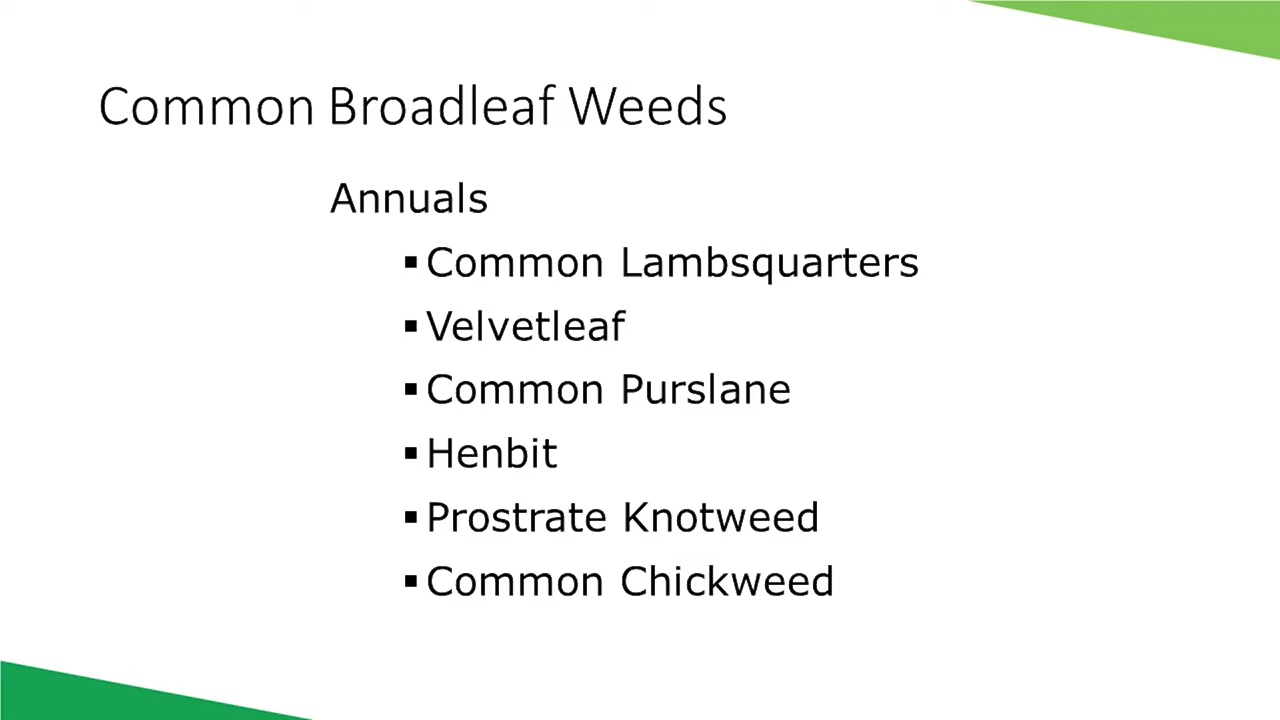 Common Broadleaf Weeds
Annuals
▪Common Lambsquarters
▪Velvetleaf
▪Common Purslane
▪Henbit
▪Prostrate Knotweed
▪Common Chickweed